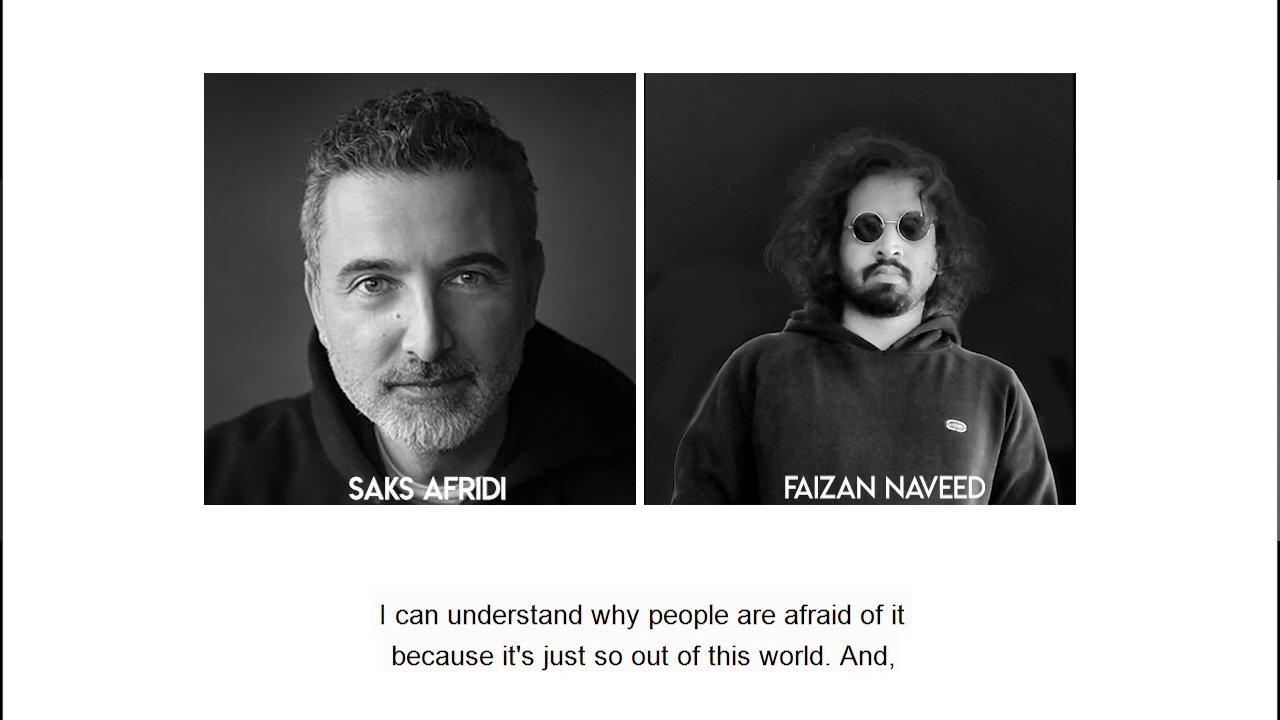 SAKS AFRIDI
FAIZAN NAVEED
I can understand why people are afraid of it
because it's just so out of this world. And,